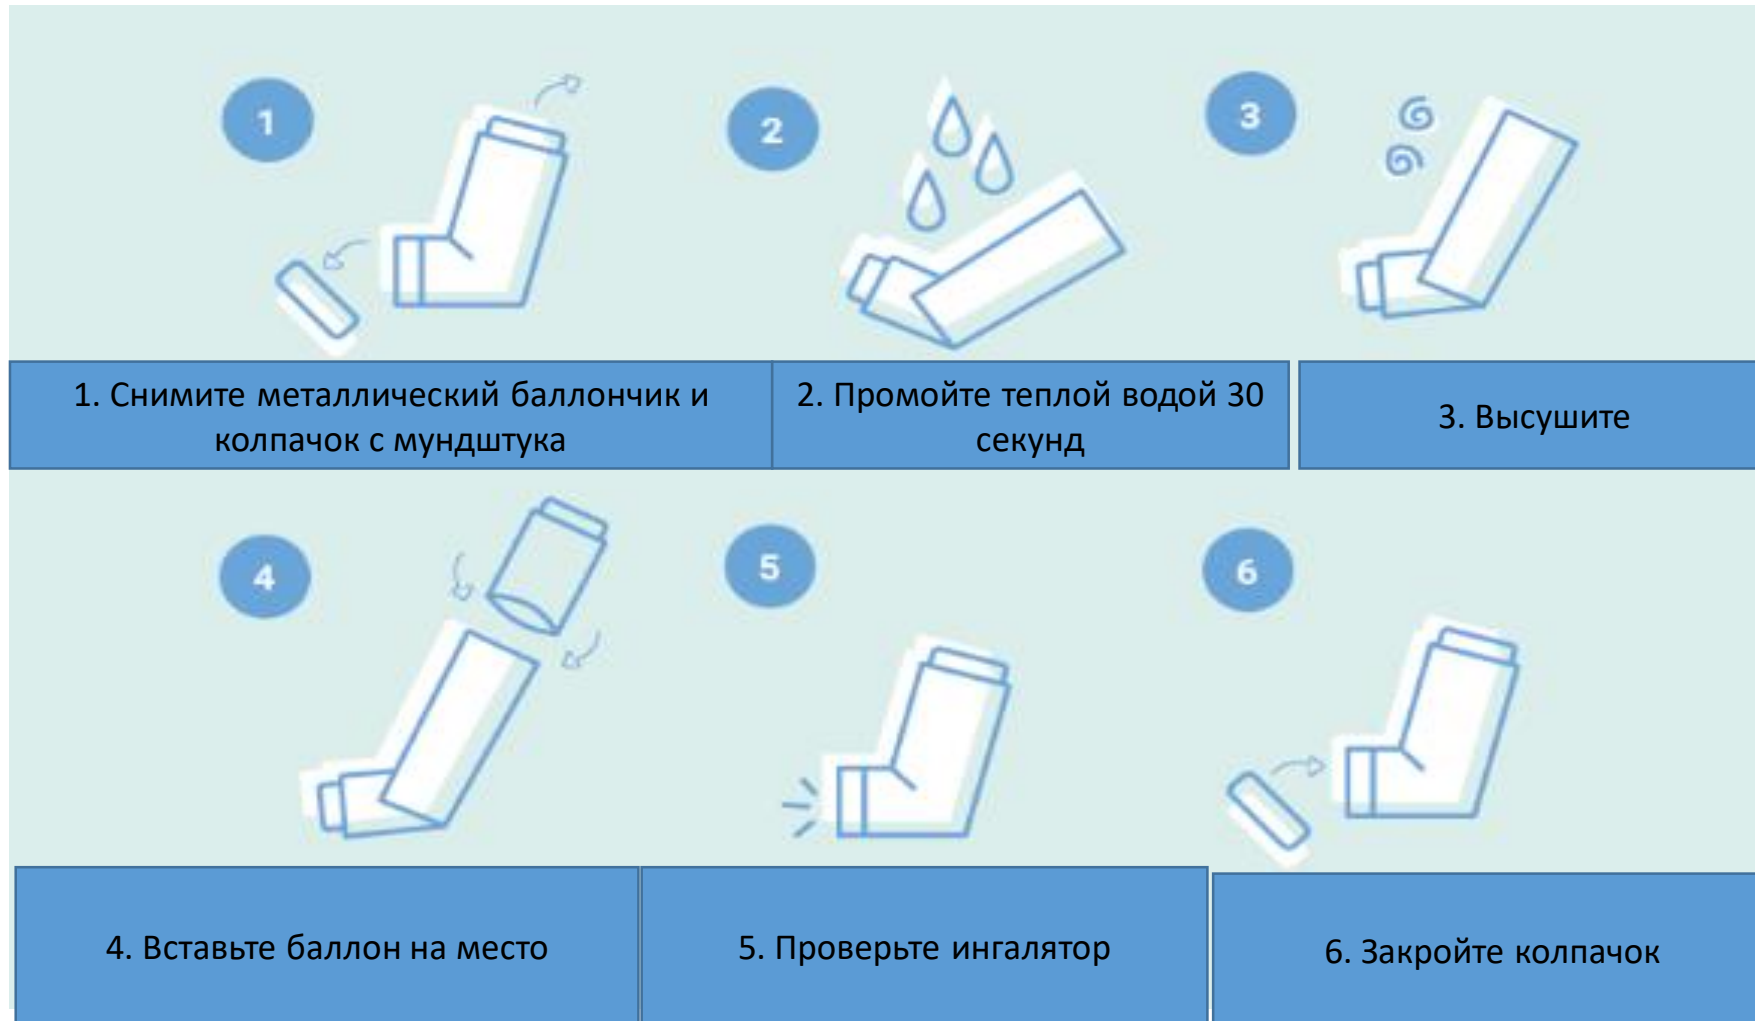 1
2
3
1. Снимите металлический баллончик и
колпачок с мундштука
2. Промойте теплой водой 30
секунд
3. Высушите
4
5
6
4. Вставьте баллон на место
5. Проверьте ингалятор
6. Закройте колпачок